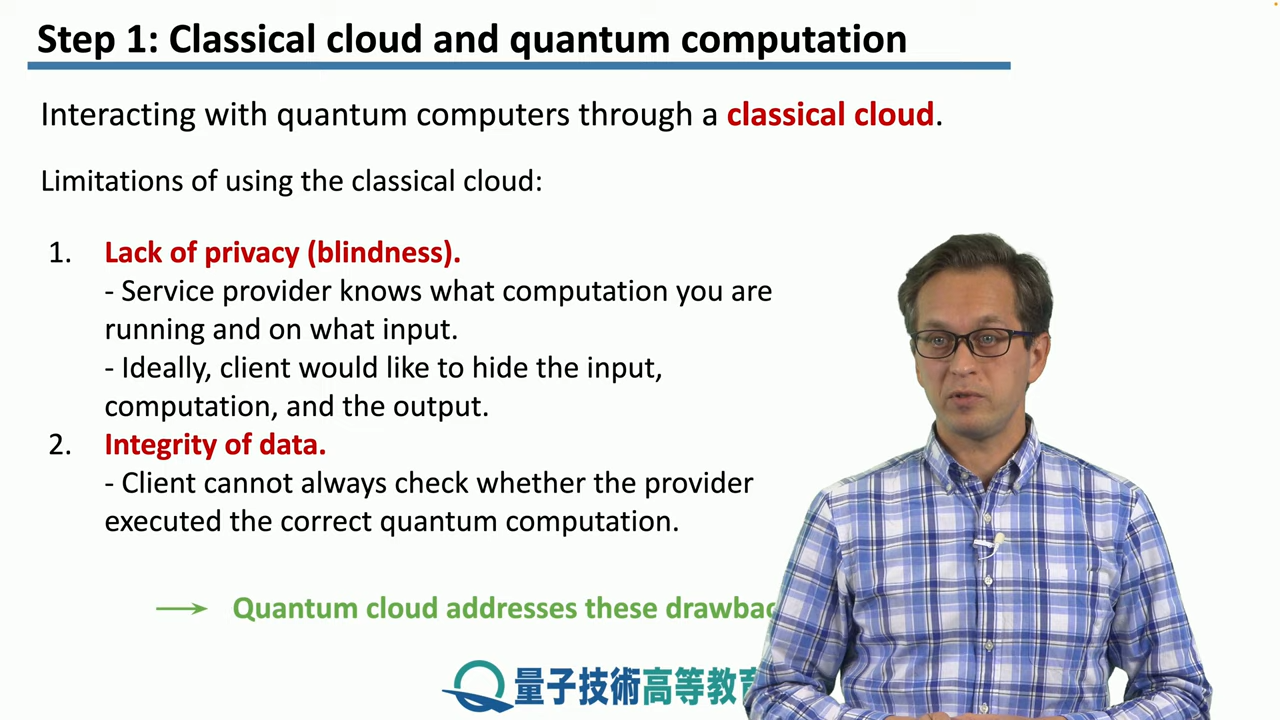 Step 1: Classical cloud and quantum computation
Interacting with quantum computers through a classical cloud.
Limitations of using the classical cloud:
1. Lack of privacy (blindness).
- Service provider knows what computation you are
running and on what input.
- Ideally, client would like to hide the input,
computation, and the output.
2. Integrity of data.
- Client cannot always check whether the provider
executed the correct quantum computation.
Quantum cloud addresses these
量子技術高等教育